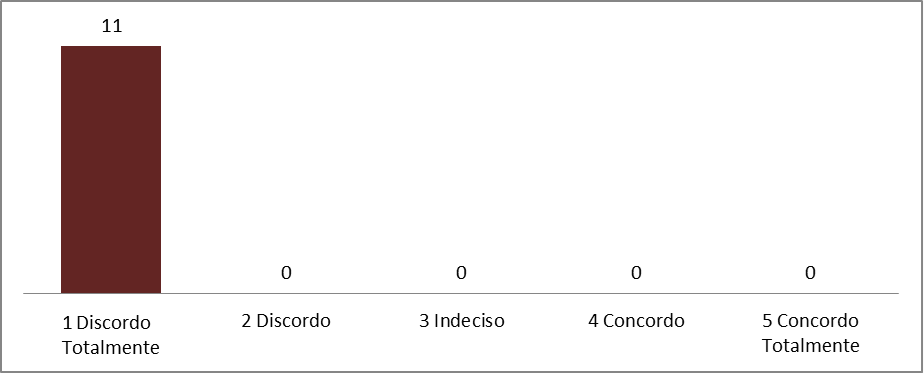 11
0
0
0
0
1 Discordo
Totalmente
2 Discordo
3 Indeciso
4 Concordo
5 Concordo
Totalmente